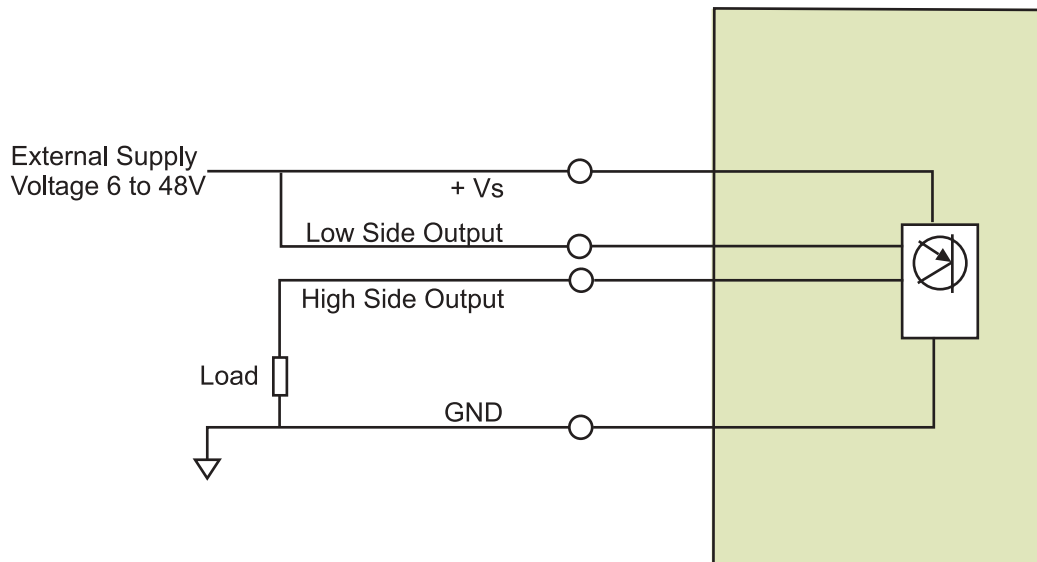 External Supply
Voltage 6 to 48V
+ Vs
Low Side Output
High Side Output
Load
GND